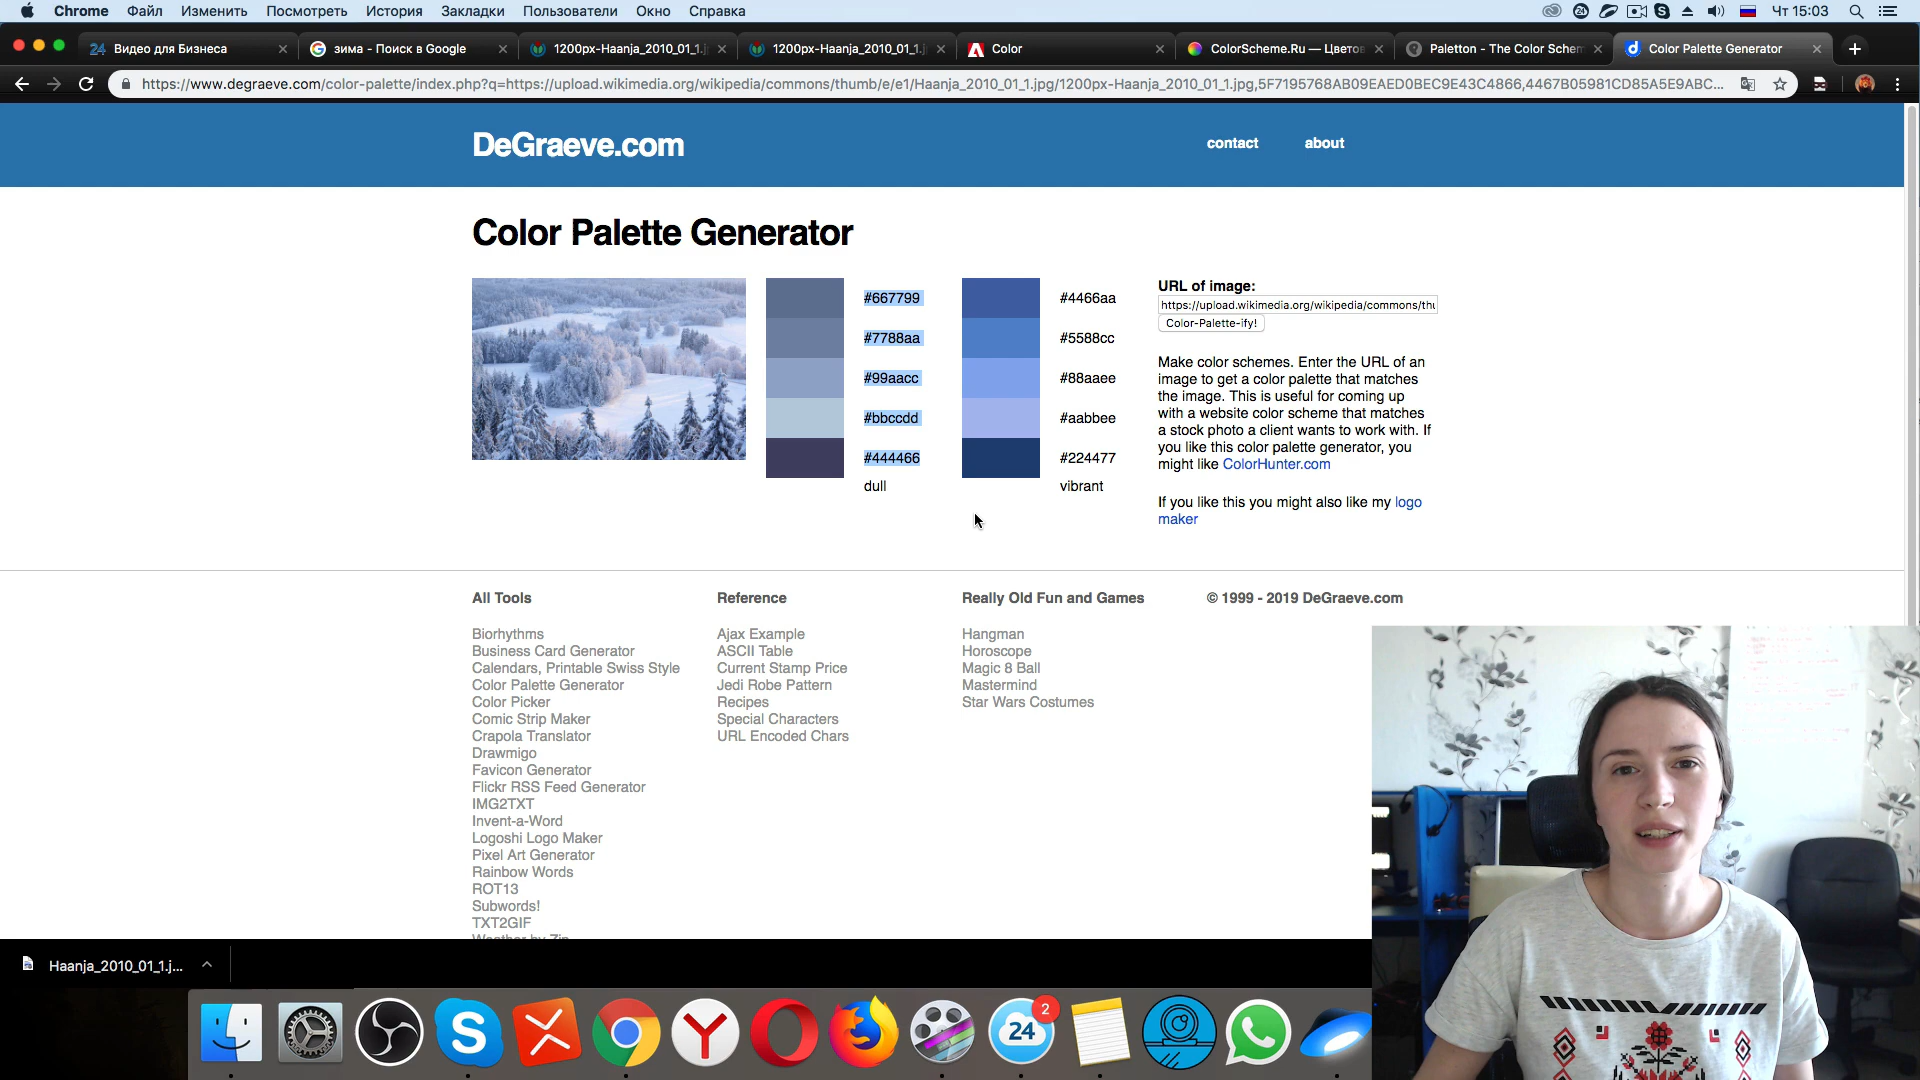 Chrome Файл Изменить Посмотреть История Закладки Пользователи Окно Справка
Чт 15:03
24 Видео для Бизнеса
зима - Поиск в Google
1200px-Haanja_2010_01_1.j
1200px-Haanja_2010_01_1.j
Color
ColorScheme.Ru — Цвето
Paletton - The Color Schem
Color Palette Generator
https://www.degraeve.com/color-palette/index.php?q=https://upload.wikimedia.org/wikipedia/commons/thumb/e/e1/Haanja_2010_01_1.jpg/1200px-Haanja_2010_01_1.jpg,5F7195768AB09EAED0BEC9E43C4866,4467B05981CD85A5E9ABC...
DeGraeve.com
contact about
Color Palette Generator
#667799
#7788aa
#99aacc
#bbccdd
#444466
dull
#4466aa
#5588cc
#88aaee
#aabbee
#224477
vibrant
URL of image:
https://upload.wikimedia.org/wikipedia/commons/thu
Color-Palette-ify!
Make color schemes. Enter the URL of an
image to get a color palette that matches
the image. This is useful for coming up
with a website color scheme that matches
a stock photo a client wants to work with. If
you like this color palette generator, you
might like ColorHunter.com
If you like this you might also like my logo
maker
All Tools
Biorhythms
Business Card Generator
Calendars, Printable Swiss Style
Color Palette Generator
Color Picker
Comic Strip Maker
Crapola Translator
Drawmigo
Favicon Generator
Flickr RSS Feed Generator
IMG2TXT
Invent-a-Word
Logoshi Logo Maker
Pixel Art Generator
Rainbow Words
ROT13
Subwords!
TXT2GIF
Weather by Zip
Reference
Ajax Example
ASCII Table
Current Stamp Price
Jedi Robe Pattern
Recipes
Special Characters
URL Encoded Chars
Really Old Fun and Games
Hangman
Horoscope
Magic 8 Ball
Mastermind
Star Wars Costumes
© 1999 - 2019 DeGraeve.com
Haanja_2010_01_1.j...
24
2